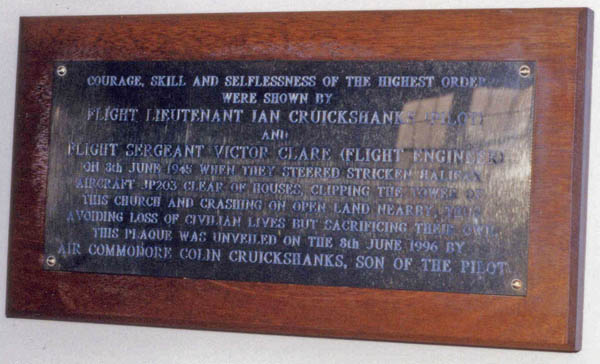 COURAGE, SKILL AND SELFLESSNESS OF THE HIGHEST ORDER
WERE SHOWN BY
FLIGHT LIEUTENANT IAN CRUICKSHANKS (PILOT)
AND
FLIGHT SERGEANT VICTOR CLARE (FLIGHT ENGINEER)
ON 8th JUNE 1945 WHEN THEY STEERED STRICKEN HALIFAX
AIRCRAFT JP203 CLEAR OF HOUSES, CLIPPING THE TOWER OF
THIS CHURCH AND CRASHING ON OPEN LAND NEARBY, THUS
AVOIDING LOSS OF CIVILIAN LIVES BUT SACRIFICING THEIR OWN.
THIS PLAQUE WAS UNVEILED ON THE 8th JUNE 1996 BY
AIR COMMODORE COLIN CRUICKSHANKS, SON OF THE PILOT